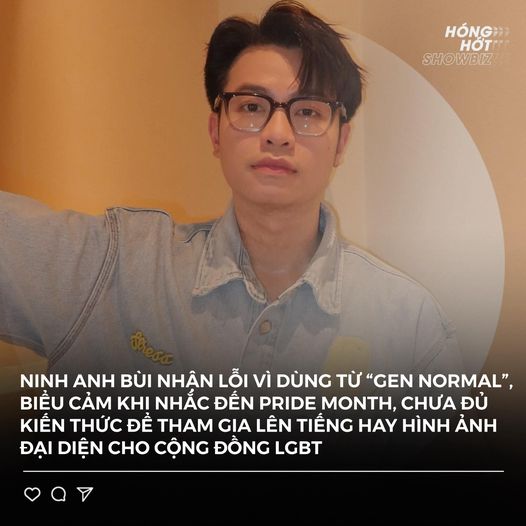 HÓNG
HỚT
SHOWBIZ
Stress
NINH ANH BÙI NHẬN LỖI VÌ DÙNG TỪ “GEN NORMAL”,
BIỂU CẢM KHI NHẮC ĐẾN PRIDE MONTH, CHƯA ĐỦ
KIẾN THỨC ĐỂ THAM GIA LÊN TIẾNG HAY HÌNH ẢNH
ĐẠI DIỆN CHO CỘNG ĐỒNG LGBT